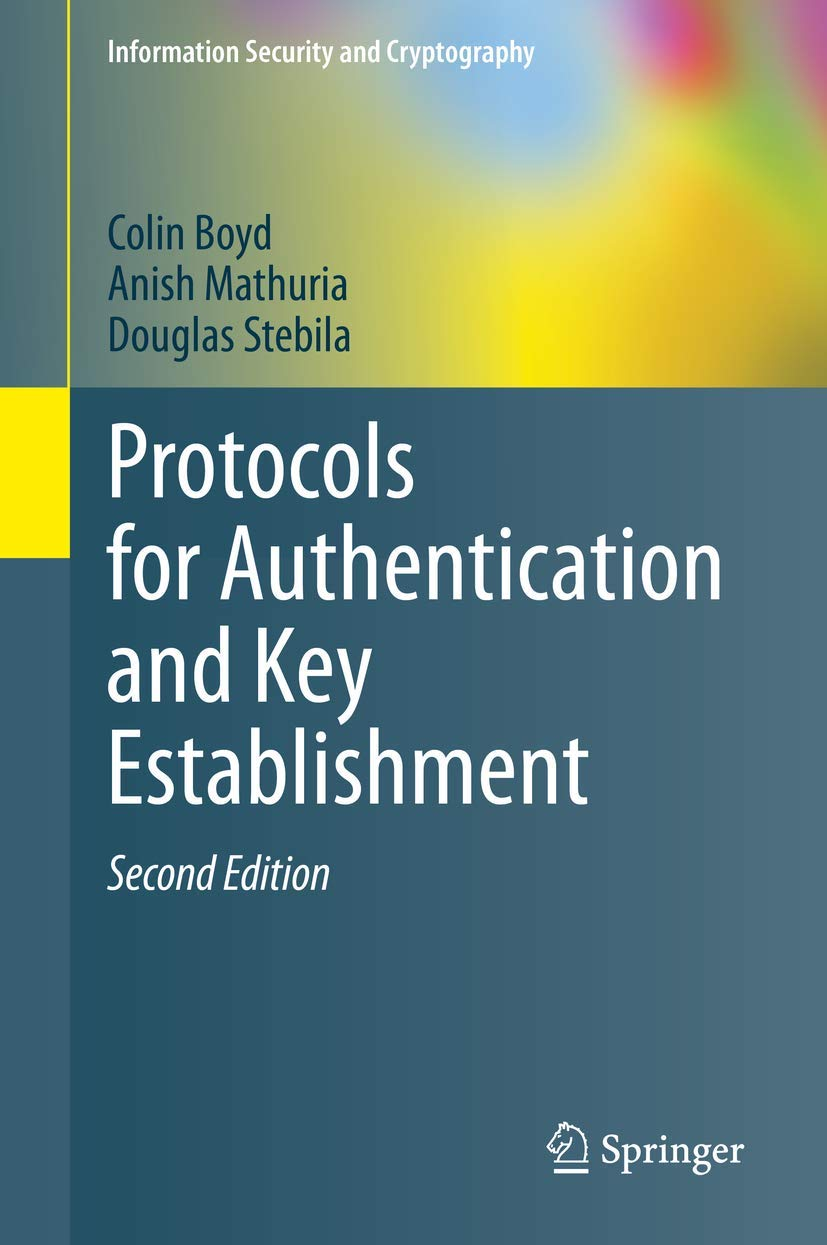 Information Security and Cryptography
Colin Boyd
Anish Mathuria
Douglas Stebila
Protocols
for Authentication
and Key
Establishment
Second Edition
Springer